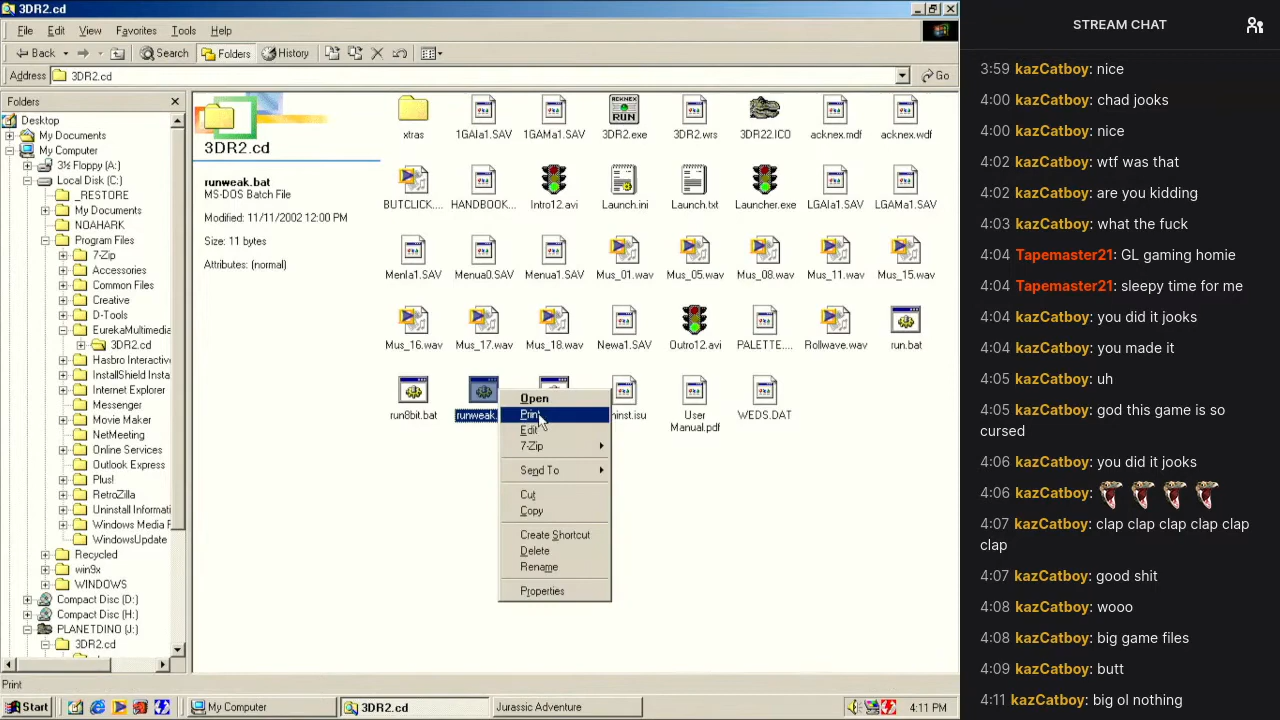 3DR2.cd
File Edit View Favorites Tools Help
Back Search Folders History
Address 3DR2.cd Go
Folders
Desktop
My Documents
My Computer
3½ Floppy (A:)
Local Disk (C:)
_RESTORE
My Documents
NOAHARK
Program Files
7-Zip
Accessories
Common Files
Creative
D-Tools
EurekaMultimedia
3DR2.cd
Hasbro Interactiv
InstallShield Insta
Internet Explorer
Messenger
Movie Maker
NetMeeting
Online Services
Outlook Express
Plus!
RetroZilla
Uninstall Informati
Windows Media F
WindowsUpdate
Recycled
win9x
WINDOWS
Compact Disc (D:)
Compact Disc (H:)
PLANETDINO (J:)
3DR2.cd
3DR2.cd
runweak.bat
MS-DOS Batch File
Modified: 11/11/2002 12:00 PM
Size: 11 bytes
Attributes: (normal)
REKNEX
RUN
xtras 1GAIa1.SAV 1GAMa1.SAV 3DR2.exe 3DR2.wrs 3DR22.ICO acknex.mdf acknex.wdf
BUTCLICK.... HANDBOOK... Intro12.avi Launch.ini Launch.txt Launcher.exe LGAIa1.SAV LGAMa1.SAV
MenIa1.SAV Menua0.SAV Menua1.SAV Mus_01.wav Mus_05.wav Mus_08.wav Mus_11.wav Mus_15.wav
Mus_16.wav Mus_17.wav Mus_18.wav Newa1.SAV Outro12.avi PALETTE.... Rollwave.wav run.bat
run8bit.bat runweak. inst.isu User Manual.pdf WEDS.DAT
Open
Print
Edit
7-Zip
Send To
Cut
Copy
Create Shortcut
Delete
Rename
Properties
Print
Start My Computer 3DR2.cd Jurassic Adventure 4:11 PM
STREAM CHAT
3:59 kazCatboy: nice
4:00 kazCatboy: chad jooks
4:00 kazCatboy: nice
4:02 kazCatboy: wtf was that
4:02 kazCatboy: are you kidding
4:03 kazCatboy: what the fuck
4:04 Tapemaster21: GL gaming homie
4:04 Tapemaster21: sleepy time for me
4:04 kazCatboy: you did it jooks
4:04 kazCatboy: you made it
4:05 kazCatboy: uh
4:05 kazCatboy: god this game is so
cursed
4:06 kazCatboy: you did it jooks
4:06 kazCatboy:
4:07 kazCatboy: clap clap clap clap clap
clap
4:07 kazCatboy: good shit
4:08 kazCatboy: wooo
4:08 kazCatboy: big game files
4:09 kazCatboy: butt
4:11 kazCatboy: big ol nothing